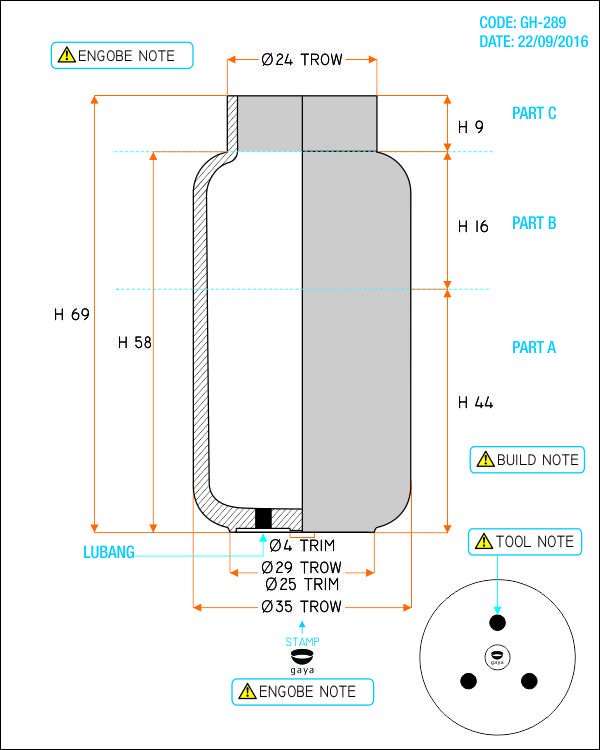 CODE: GH-289
DATE: 22/09/2016
ENGOBE NOTE
Ø24 TROW
PART C
H 9
H 16
PART B
H 69
H 58
PART A
H 44
BUILD NOTE
LUBANG
Ø4 TRIM
TOOL NOTE
Ø29 TROW
Ø25 TRIM
Ø35 TROW
STAMP
gaya
gaya
ENGOBE NOTE